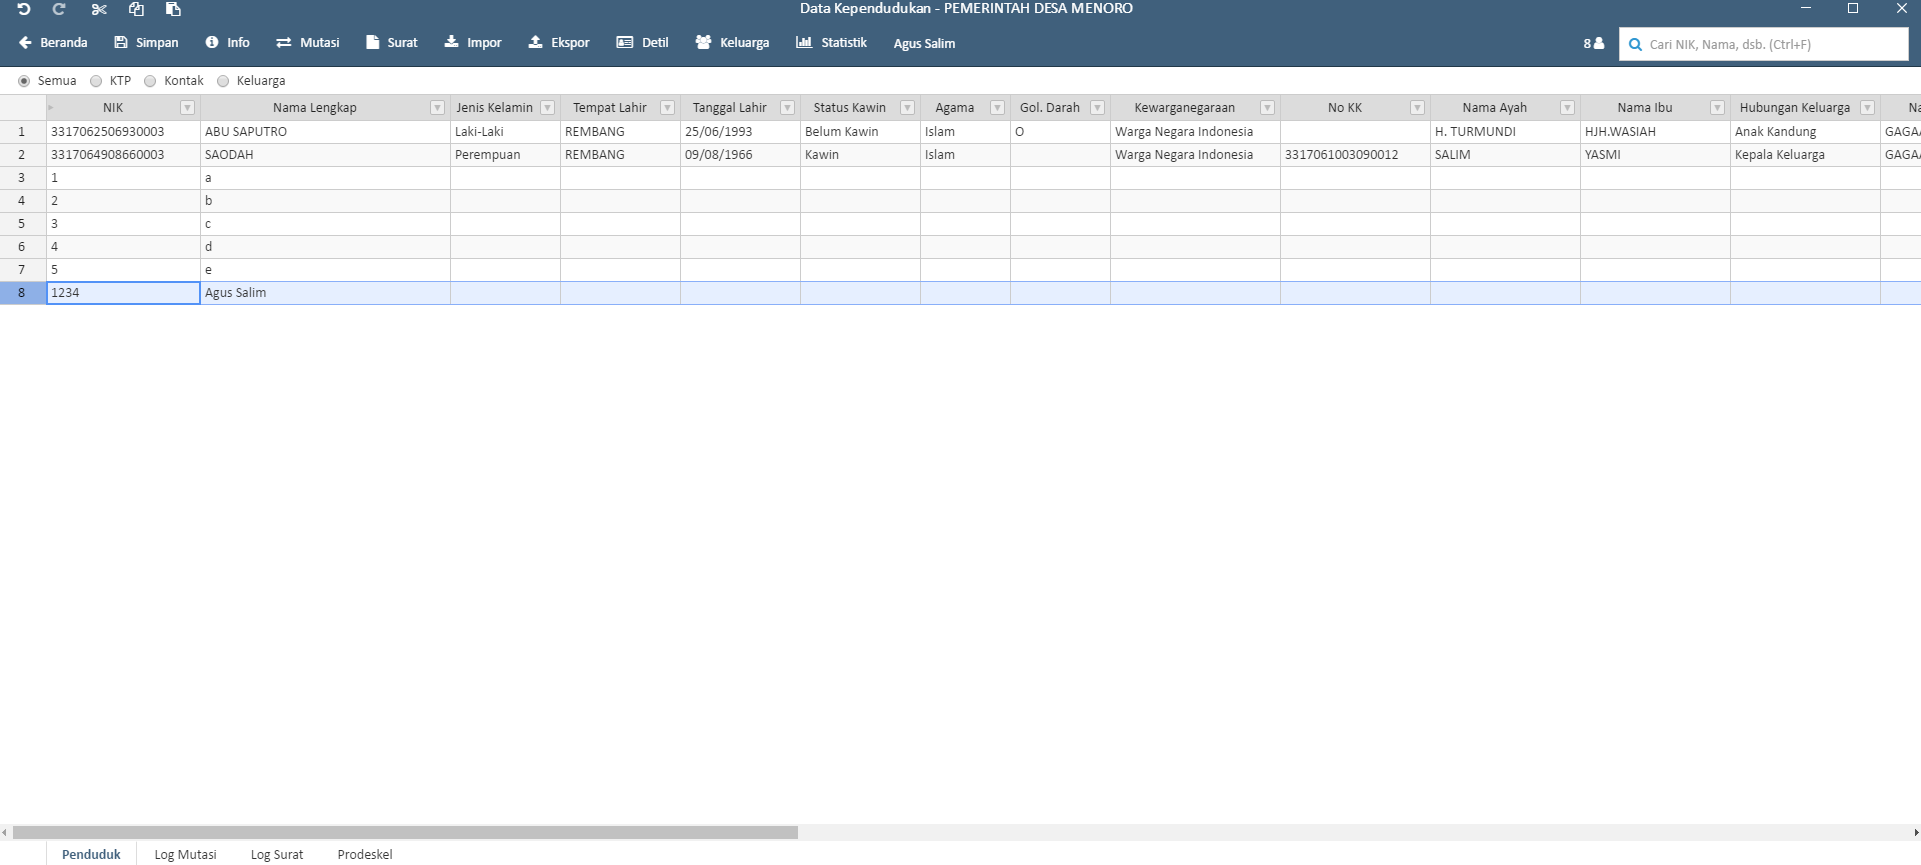 Data Kependudukan - PEMERINTAH DESA MENORO
Beranda Simpan Info Mutasi Surat Impor Ekspor Detil Keluarga Statistik Agus Salim 8 Cari NIK, Nama, dsb. (Ctrl+F)
Semua KTP Kontak Keluarga
NIK Nama Lengkap Jenis Kelamin Tempat Lahir Tanggal Lahir Status Kawin Agama Gol. Darah Kewarganegaraan No KK Nama Ayah Nama Ibu Hubungan Keluarga Na
1 3317062506930003 ABU SAPUTRO Laki-Laki REMBANG 25/06/1993 Belum Kawin Islam O Warga Negara Indonesia H. TURMUNDI HJH.WASIAH Anak Kandung GAGA
2 3317064908660003 SAODAH Perempuan REMBANG 09/08/1966 Kawin Islam Warga Negara Indonesia 3317061003090012 SALIM YASMI Kepala Keluarga GAGA
3 1 a
4 2 b
5 3 c
6 4 d
7 5 e
8 1234 Agus Salim
Penduduk Log Mutasi Log Surat Prodeskel